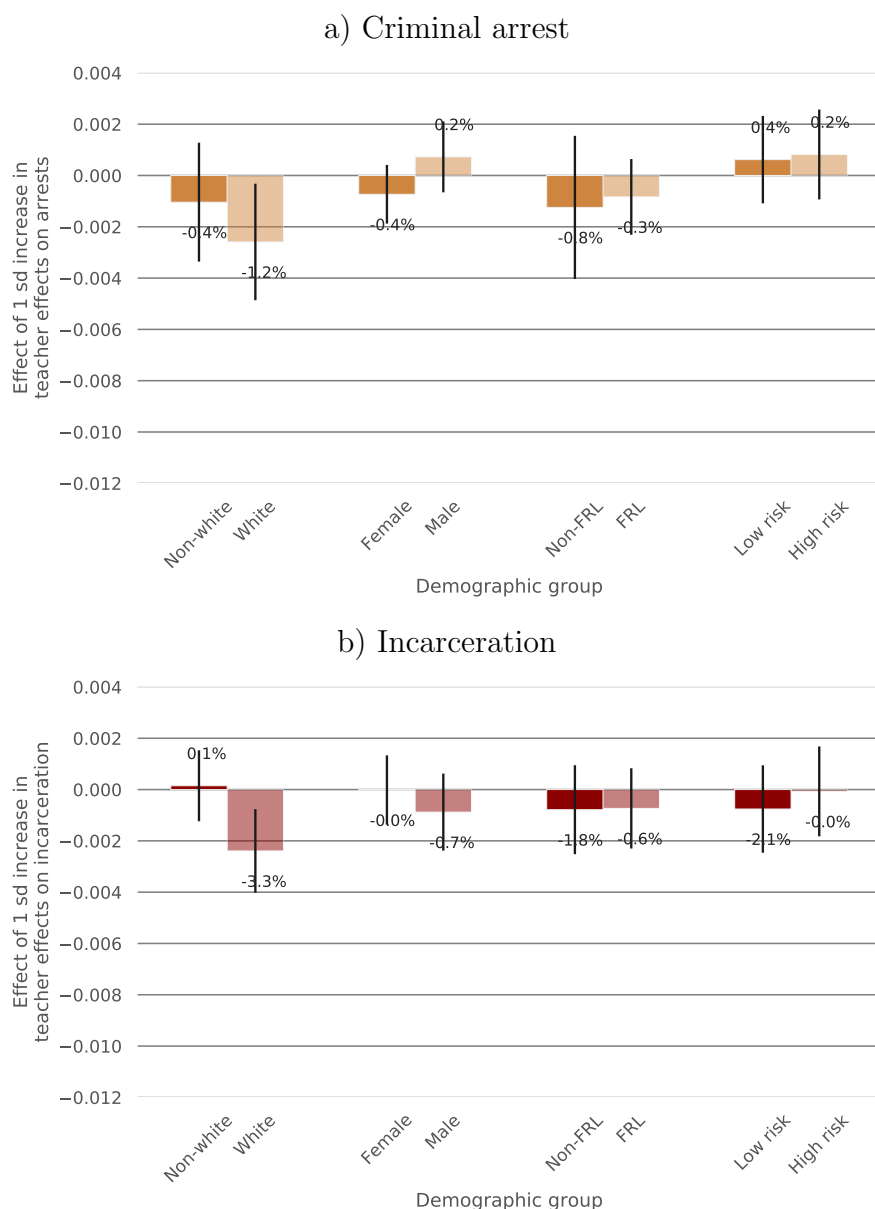 a) Criminal arrest
0.004
0.002
0.000
−0.002
−0.004
−0.006
−0.008
−0.010
−0.012
Effect of 1 sd increase in
teacher effects on arrests
-0.4%
-1.2%
-0.4%
0.2%
-0.8%
-0.3%
0.4%
0.2%
Non-white
White
Female
Male
Non-FRL
FRL
Low risk
High risk
Demographic group
b) Incarceration
0.004
0.002
0.000
−0.002
−0.004
−0.006
−0.008
−0.010
−0.012
Effect of 1 sd increase in
teacher effects on incarceration
0.1%
-3.3%
-0.0%
-0.7%
-1.8%
-0.6%
-2.1%
-0.0%
Non-white
White
Female
Male
Non-FRL
FRL
Low risk
High risk
Demographic group